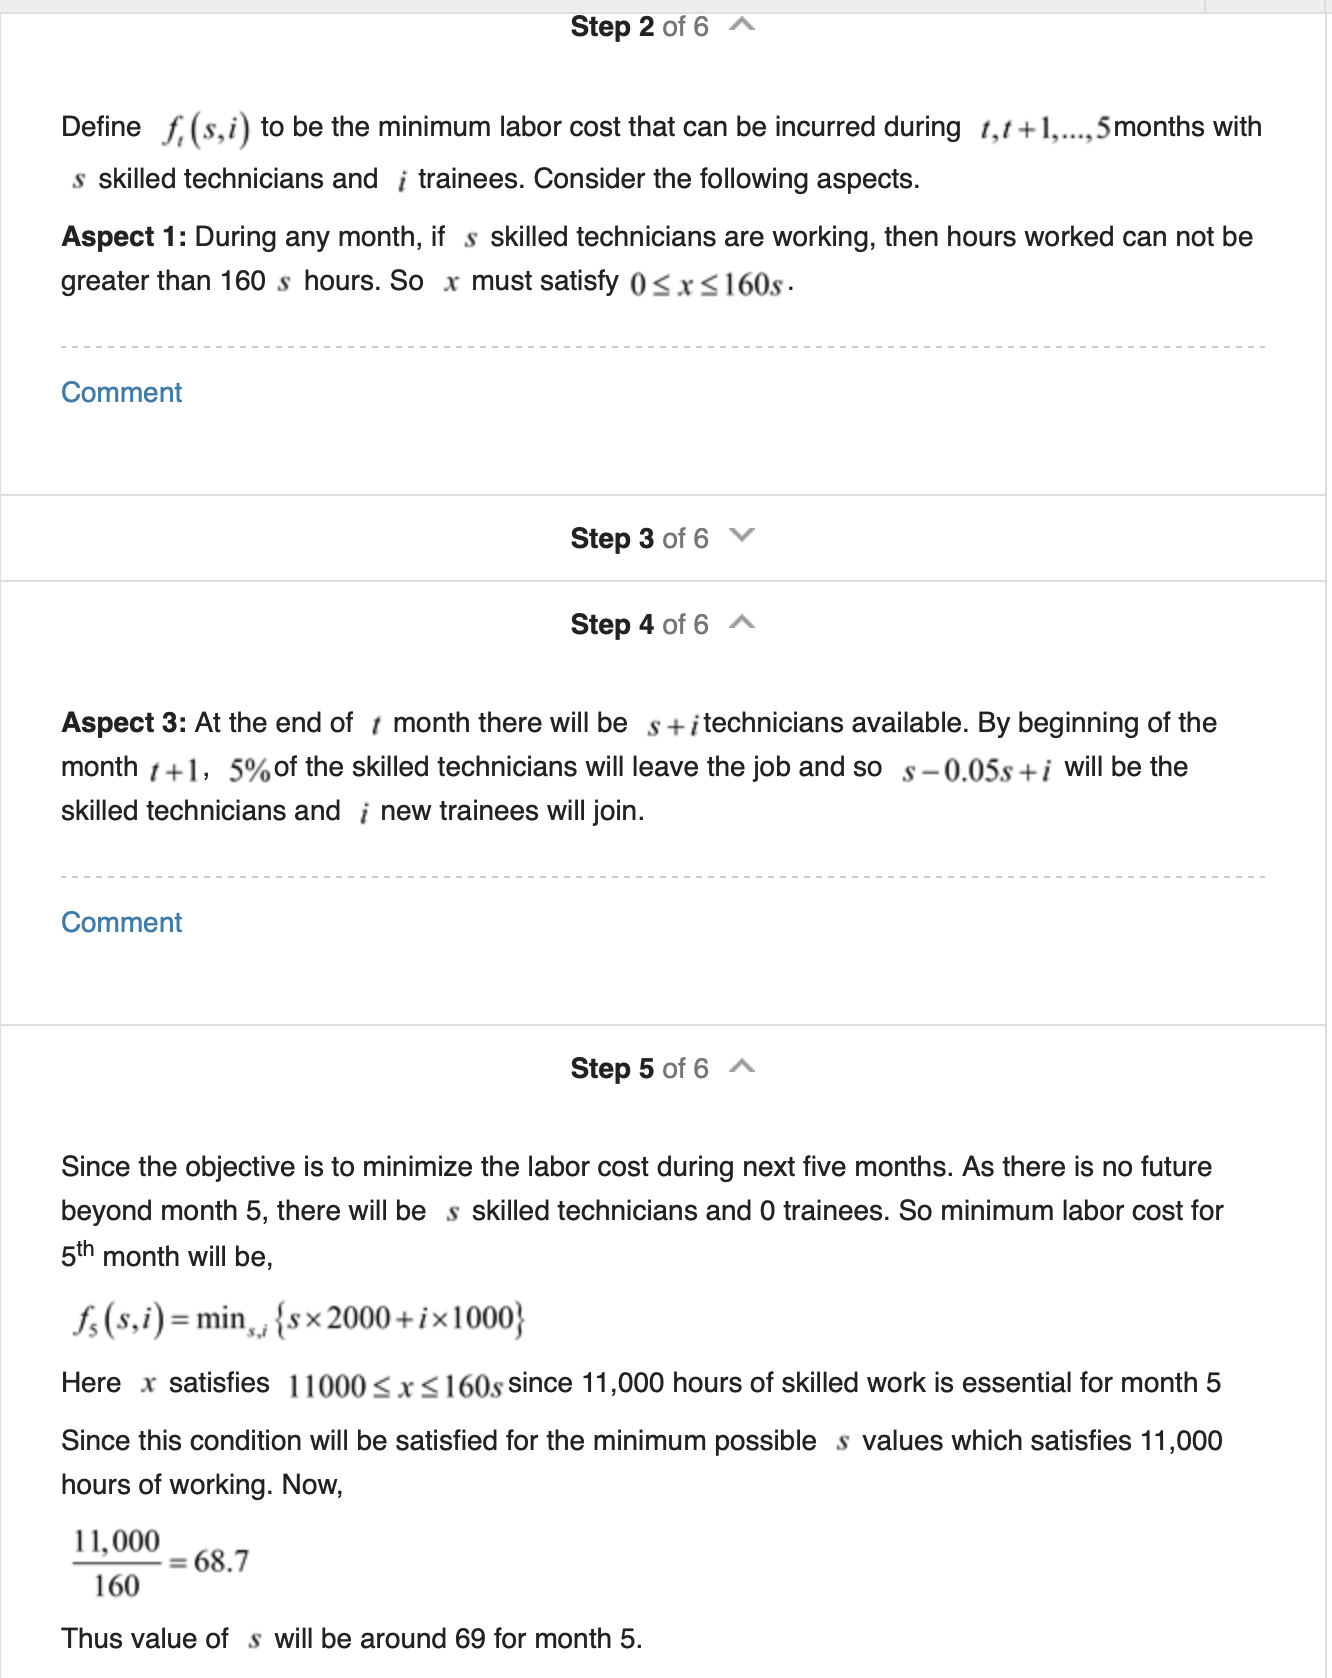 Step 2 of 6
Define f_t(s,i) to be the minimum labor cost that can be incurred during t,t+1,...,5 months with
s skilled technicians and i trainees. Consider the following aspects.
Aspect 1: During any month, if s skilled technicians are working, then hours worked can not be
greater than 160 s hours. So x must satisfy 0≤x≤160s.
Comment
Step 3 of 6
Step 4 of 6
Aspect 3: At the end of t month there will be s+i technicians available. By beginning of the
month t+1, 5% of the skilled technicians will leave the job and so s−0.05s+i will be the
skilled technicians and i new trainees will join.
Comment
Step 5 of 6
Since the objective is to minimize the labor cost during next five months. As there is no future
beyond month 5, there will be s skilled technicians and 0 trainees. So minimum labor cost for
5th month will be,
f_5(s,i)=min_{s,i}{s×2000+i×1000}
Here x satisfies 11000≤x≤160s since 11,000 hours of skilled work is essential for month 5
Since this condition will be satisfied for the minimum possible s values which satisfies 11,000
hours of working. Now,
11,000
160
=68.7
Thus value of s will be around 69 for month 5.